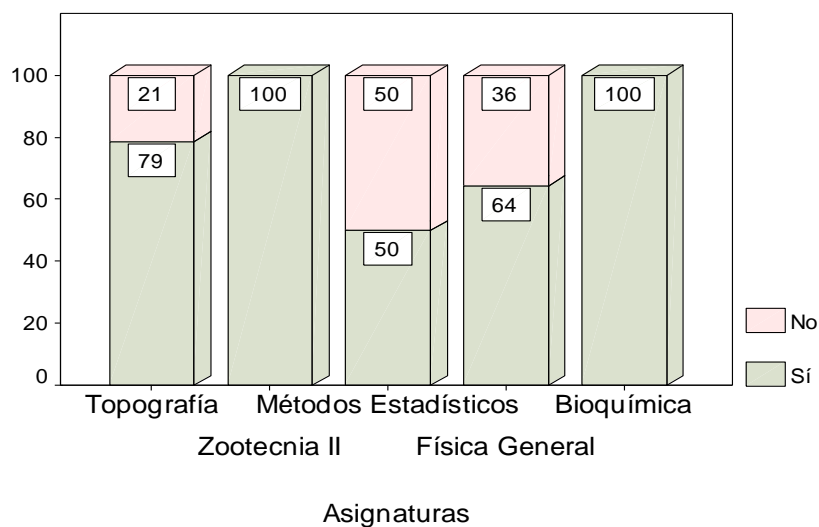 100
80
60
40
20
0
21
79
100
50
50
36
64
100
No
Sí
Topografía
Métodos Estadísticos
Bioquímica
Zootecnia II
Física General
Asignaturas